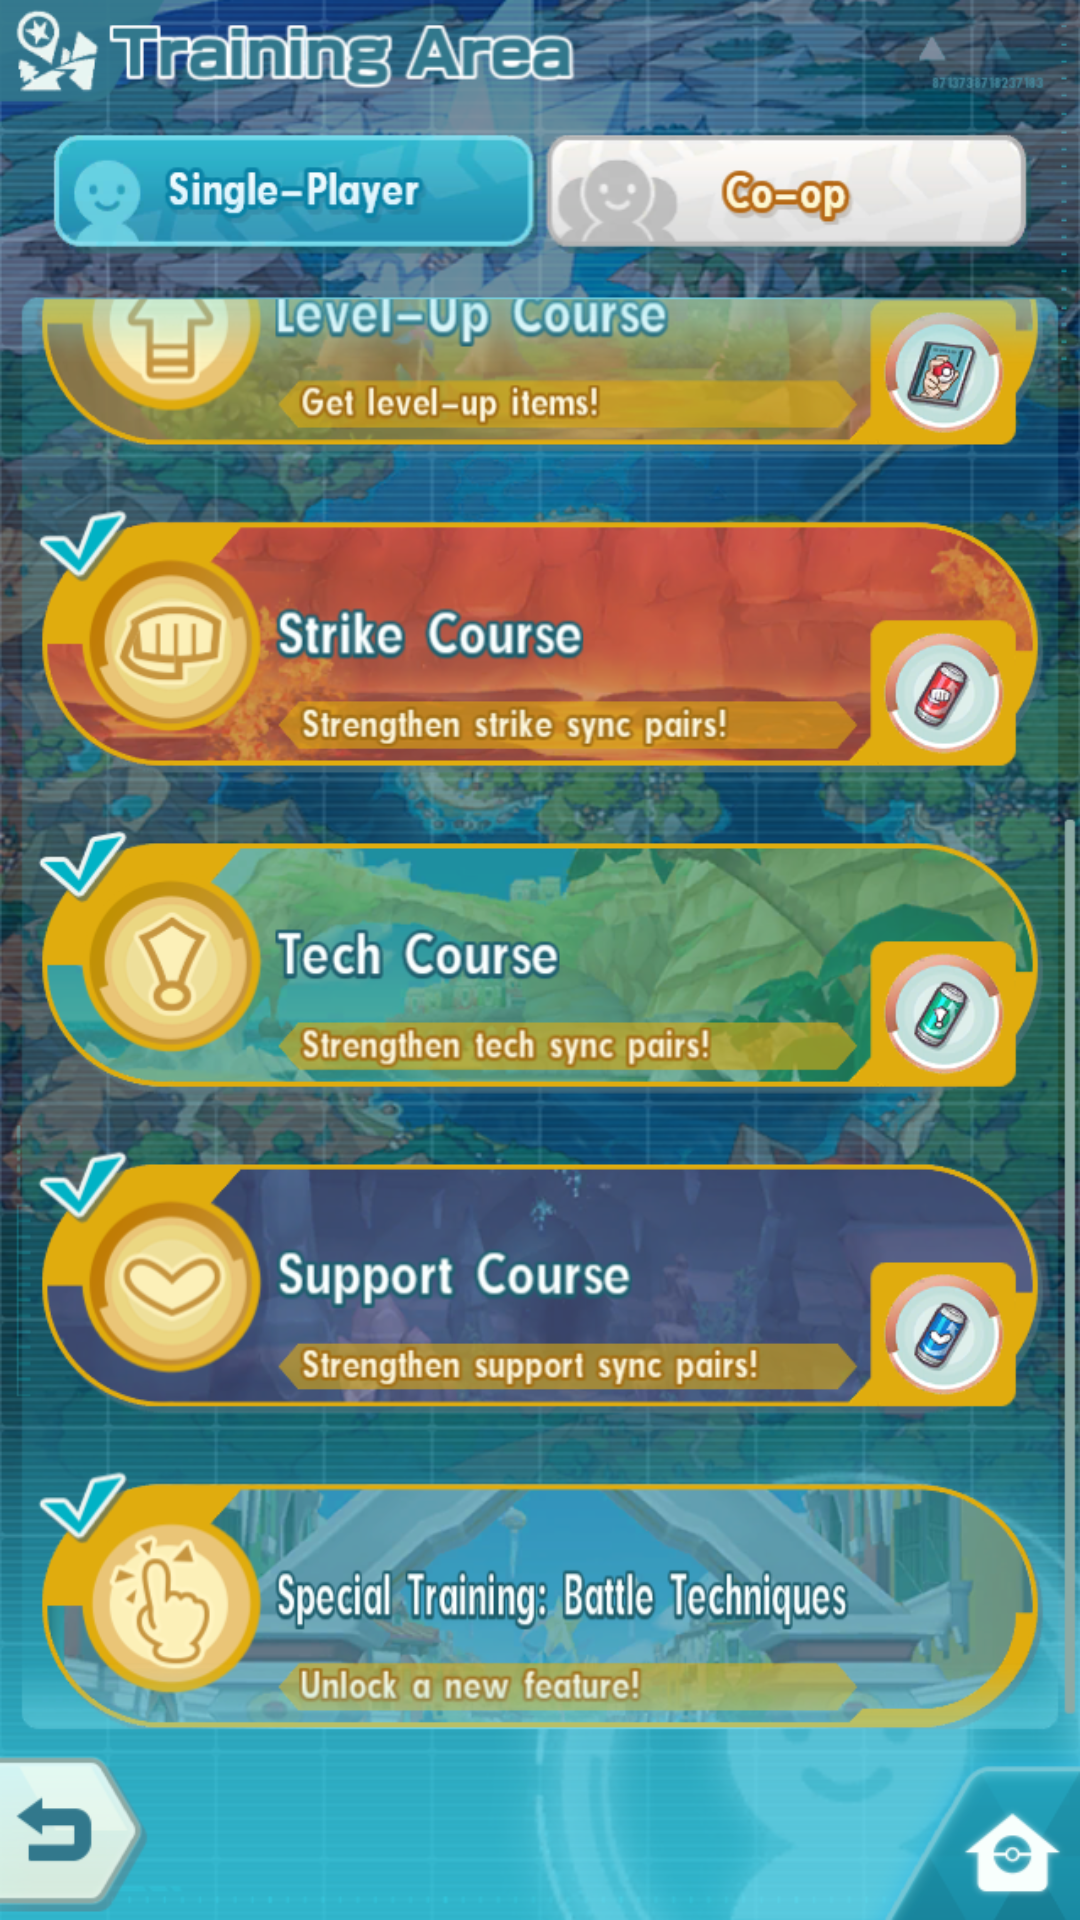 Training Area
Single-Player
Co-op
Level-Up Course
Get level-up items!
Strike Course
Strengthen strike sync pairs!
Tech Course
Strengthen tech sync pairs!
Support Course
Strengthen support sync pairs!
Special Training: Battle Techniques
Unlock a new feature!